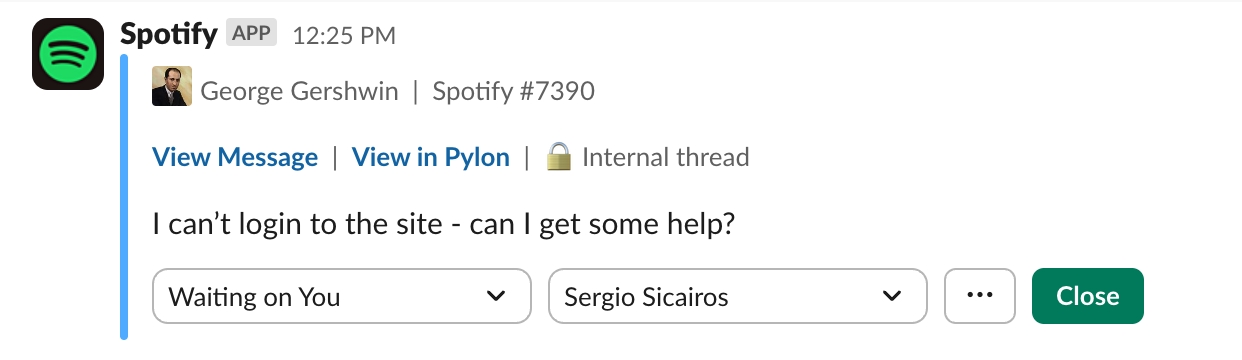 Spotify APP 12:25 PM
George Gershwin | Spotify #7390
View Message | View in Pylon | Internal thread
I can’t login to the site - can I get some help?
Waiting on You Sergio Sicairos ... Close